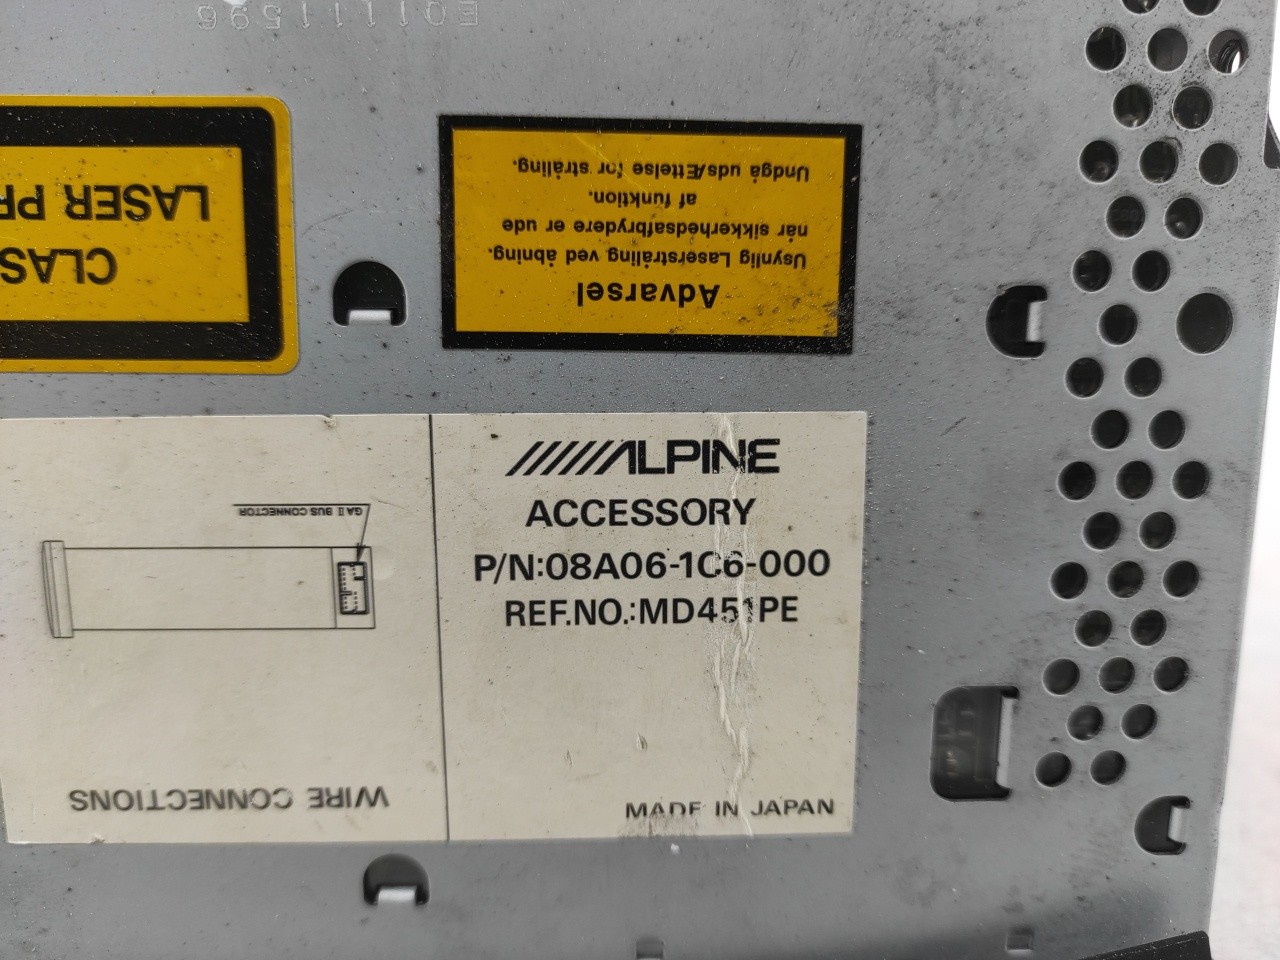 EQ1L11596
CLAS
LASER PR
Advarsel
Usynlig Laserstråling ved åbning.
når sikkerhedsafbrydere er ude
af funktion.
Undgå udsÆttelse for stråling.
ALPINE
ACCESSORY
P/N:08A06-1C6-000
REF.NO.:MD451PE
MADE IN JAPAN
WIRE CONNECTIONS
GA II BUS CONNECTOR